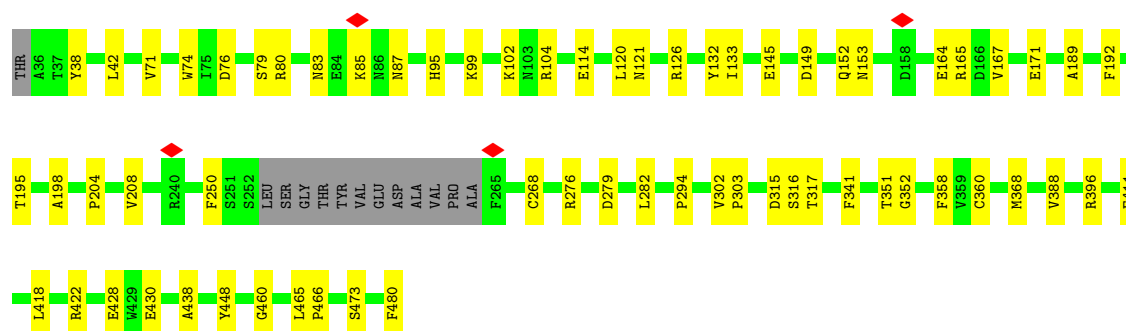 THR A36 T37 Y38 L42 V71 W74 I75 D76 S79 R80 N83 E84 K85 N86 N87 H95 K99 K102 N103 R104 E114 L120 N121 R126 Y132 I133 E145 D149 Q152 N153 D158 E164 R165 D166 V167 E171 A189 F192
T195 A198 P204 V208 R240 F250 S251 S252 LEU SER GLY THR TYR VAL GLU ASP ALA VAL PRO ALA F265 C268 R276 D279 L282 P294 V302 P303 D315 S316 T317 F341 T351 G352 F358 V359 C360 M368 V388 R396
L418 R422 E428 W429 E430 A438 Y448 G460 L465 P466 S473 F480